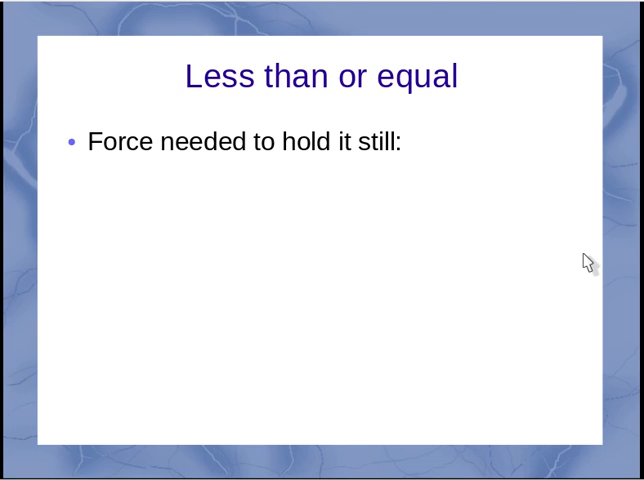 Less than or equal
• Force needed to hold it still: